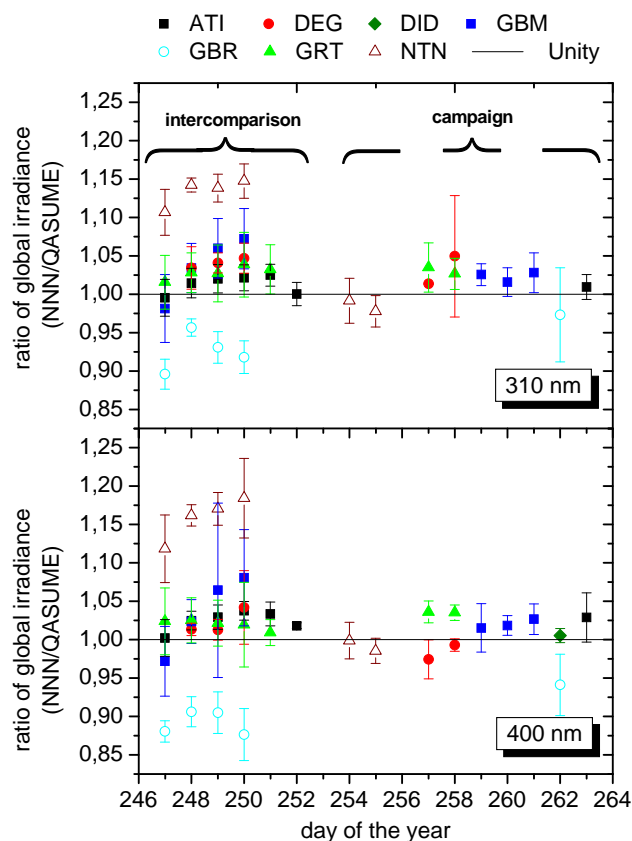 ATI DEG DID GBM
GBR GRT NTN Unity
intercomparison campaign
1,25
1,20
1,15
1,10
1,05
1,00
0,95
0,90
0,85
ratio of global irradiance
(NNN/QASUME)
310 nm
1,25
1,20
1,15
1,10
1,05
1,00
0,95
0,90
0,85
ratio of global irradiance
(NNN/QASUME)
400 nm
246 248 250 252 254 256 258 260 262 264
day of the year